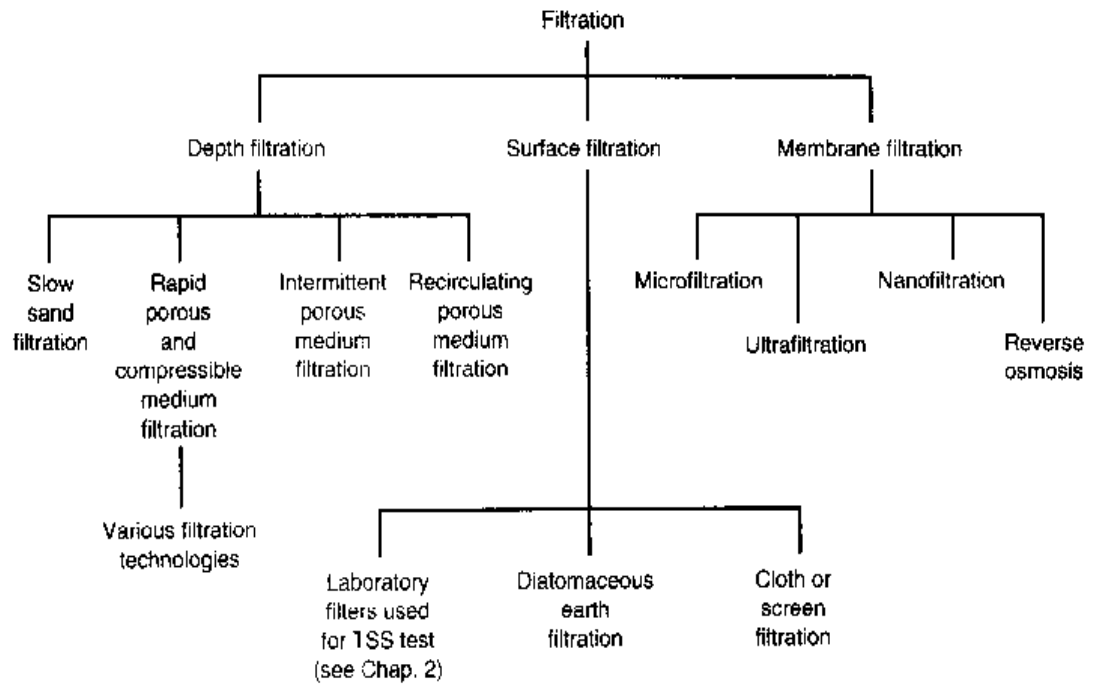 Filtration
Depth filtration
Surface filtration
Membrane filtration
Slow
sand
filtration
Rapid
porous
and
compressible
medium
filtration
Intermittent
porous
medium
filtration
Recirculating
porous
medium
filtration
Microfiltration
Ultrafiltration
Nanofiltration
Reverse
osmosis
Various filtration
technologies
Laboratory
filters used
for TSS test
(see Chap. 2)
Diatomaceous
earth
filtration
Cloth or
screen
filtration